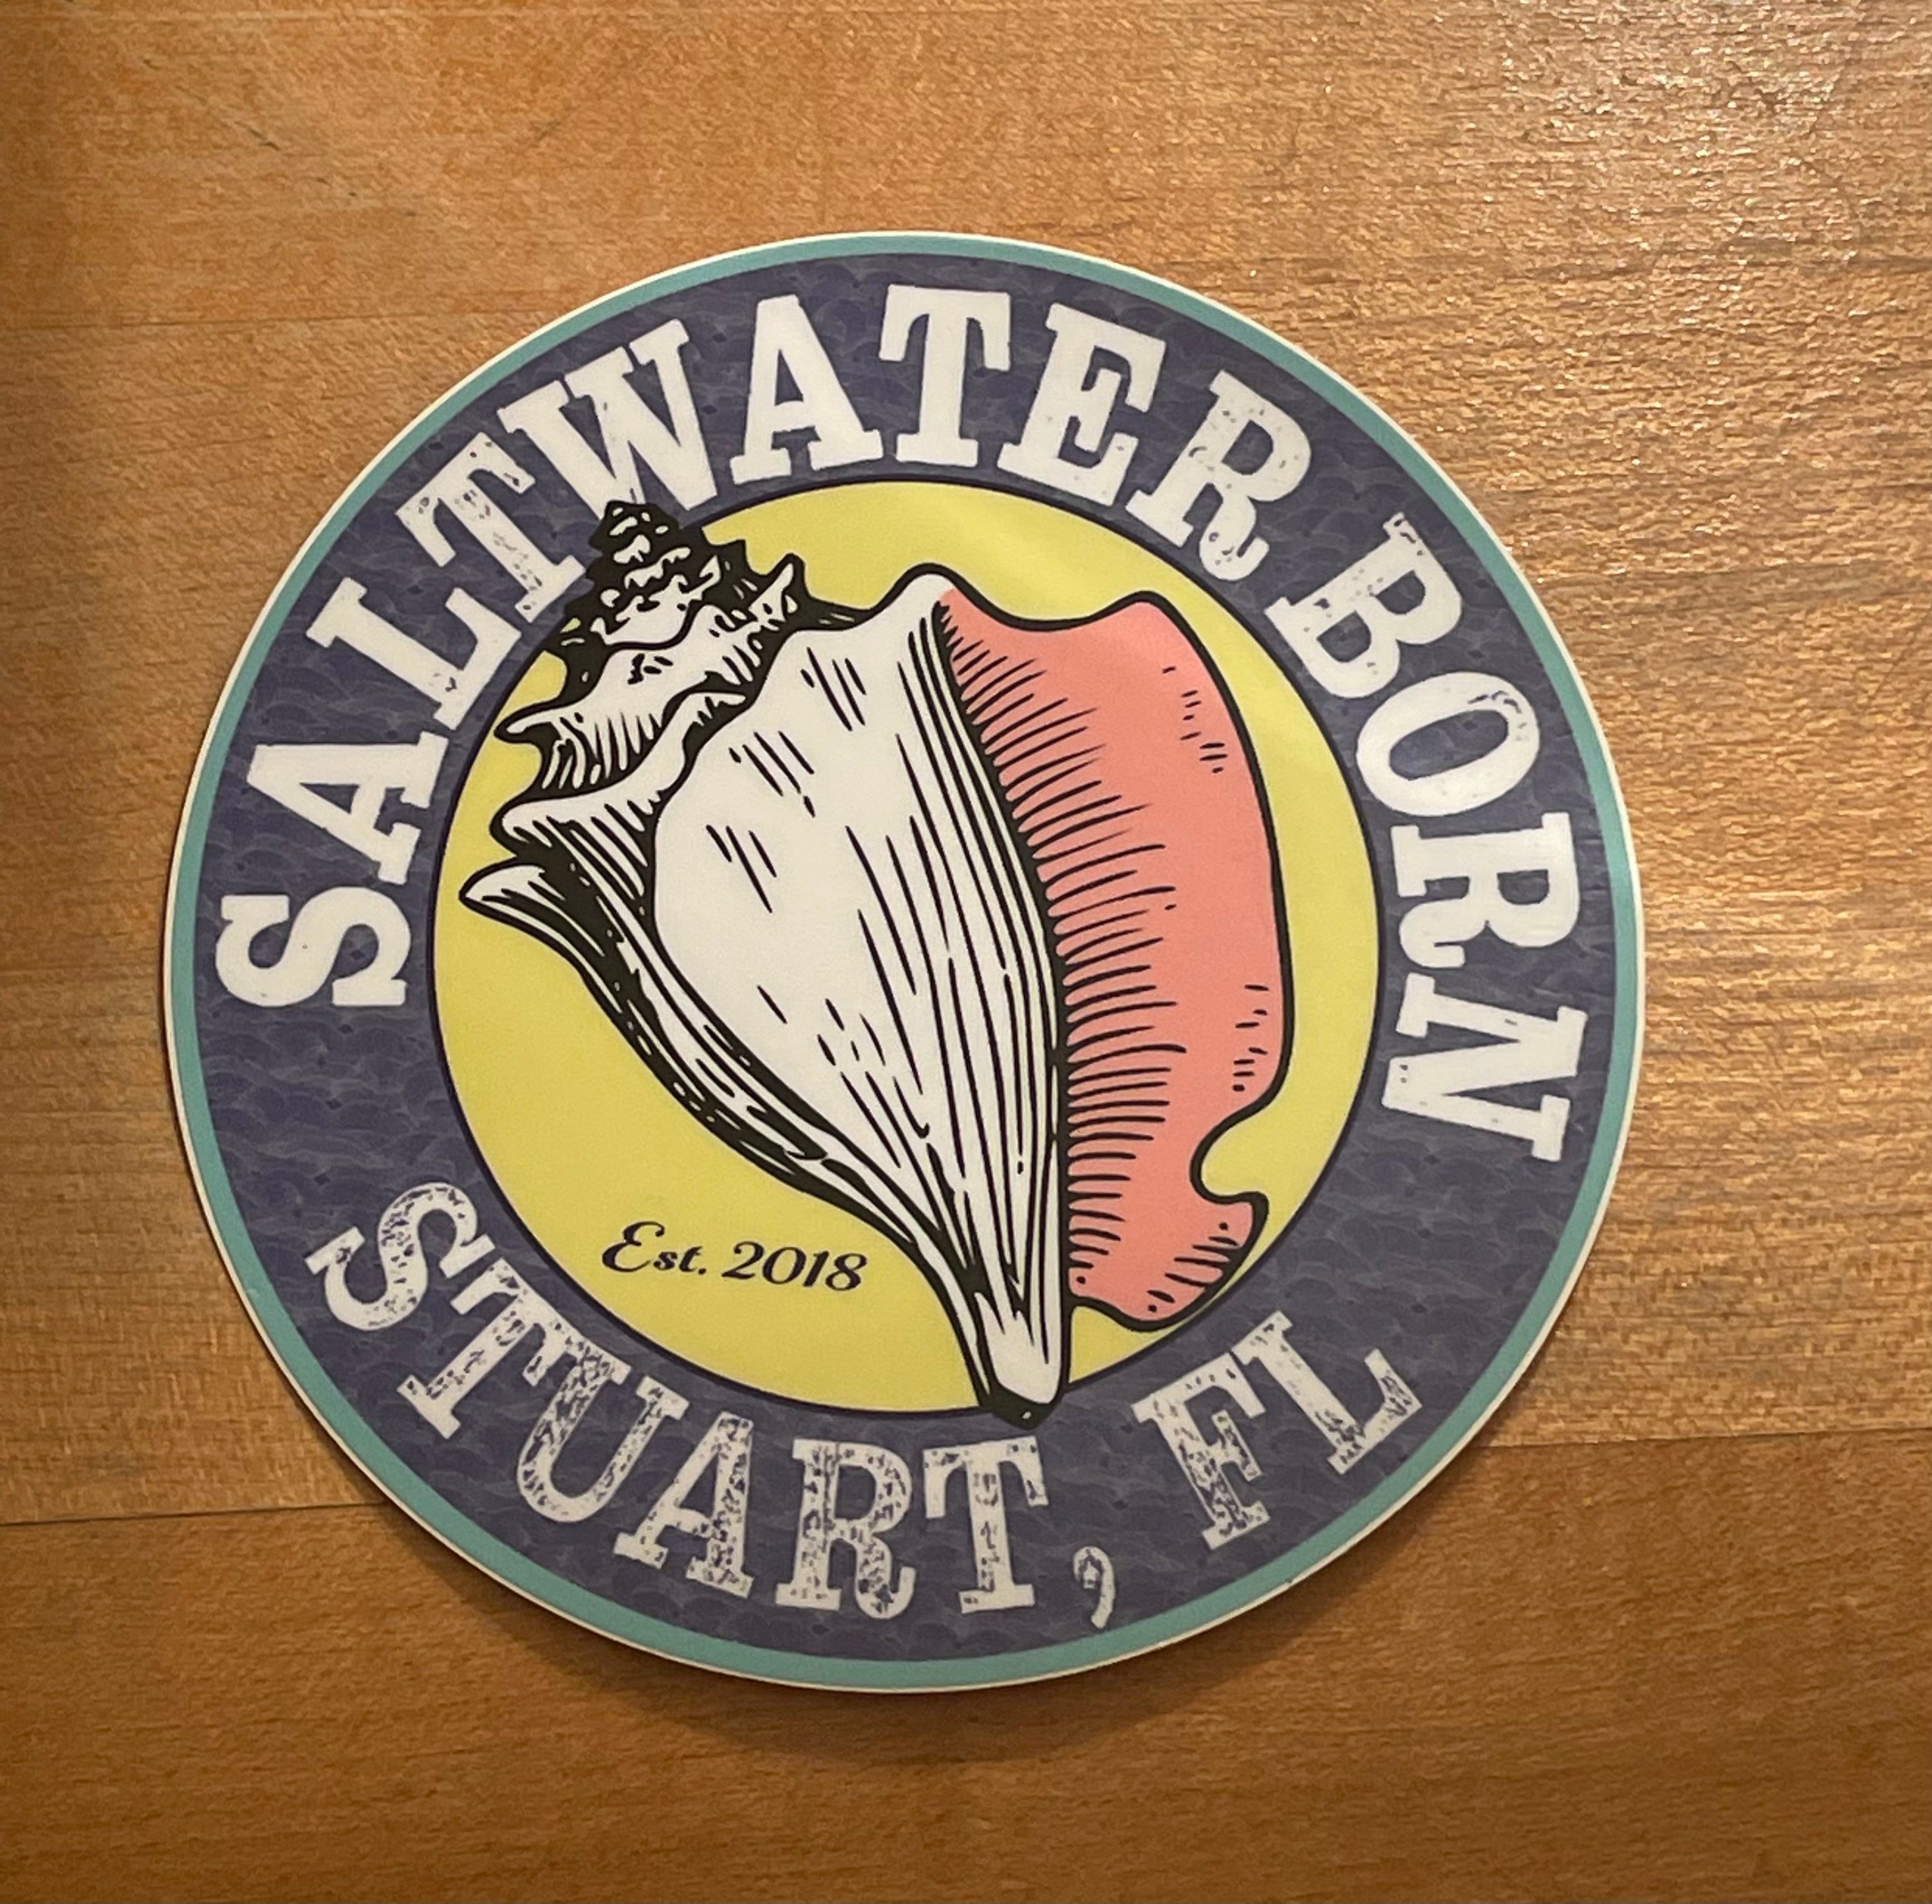 SALTWATER BORN
Est. 2018
STUART, FL